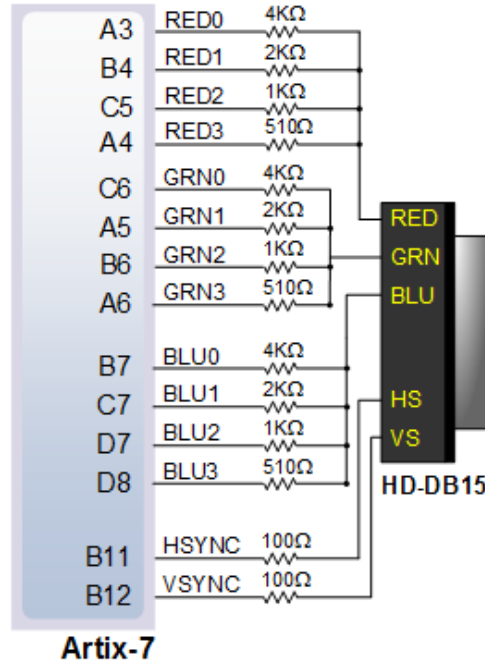 A3 RED0 4KΩ
B4 RED1 2KΩ
C5 RED2 1KΩ
A4 RED3 510Ω
C6 GRN0 4KΩ
A5 GRN1 2KΩ
B6 GRN2 1KΩ
A6 GRN3 510Ω
B7 BLU0 4KΩ
C7 BLU1 2KΩ
D7 BLU2 1KΩ
D8 BLU3 510Ω
B11 HSYNC 100Ω
B12 VSYNC 100Ω
Artix-7
RED
GRN
BLU
HS
VS
HD-DB15